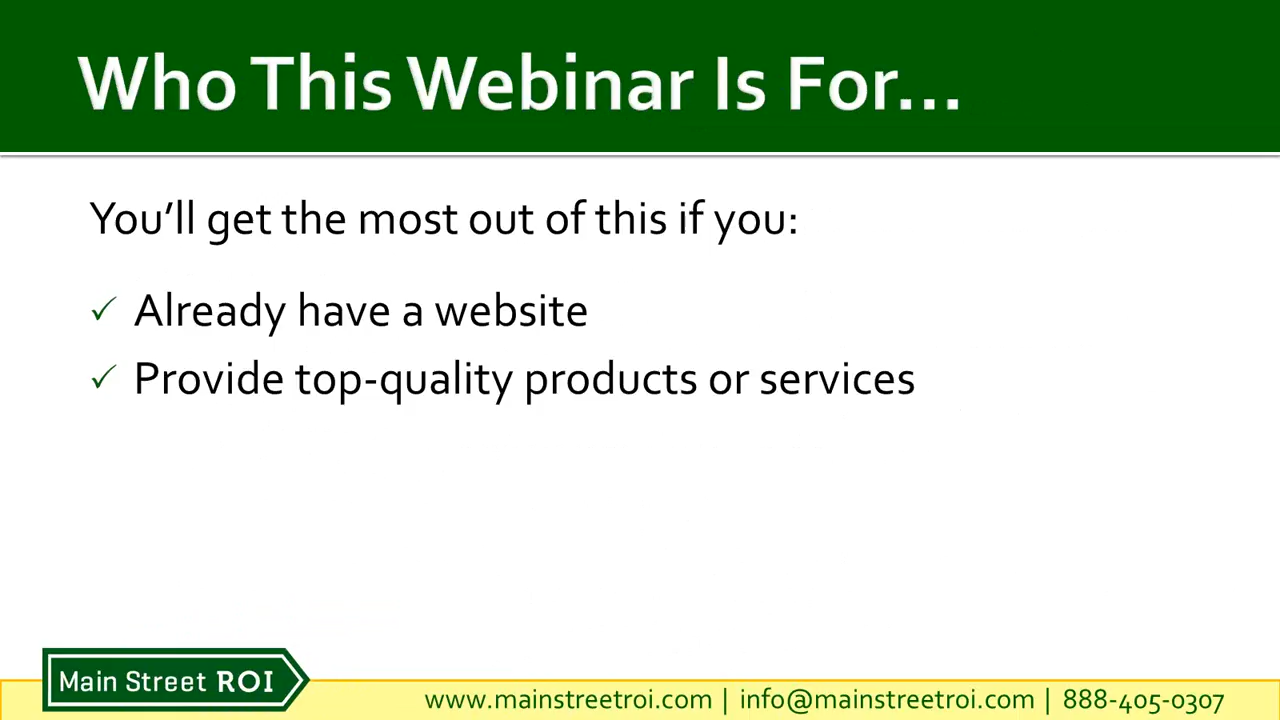 Who This Webinar Is For...
You'll get the most out of this if you:
✓ Already have a website
✓ Provide top-quality products or services
Main Street ROI
www.mainstreetroi.com | info@mainstreetroi.com | 888-405-0307